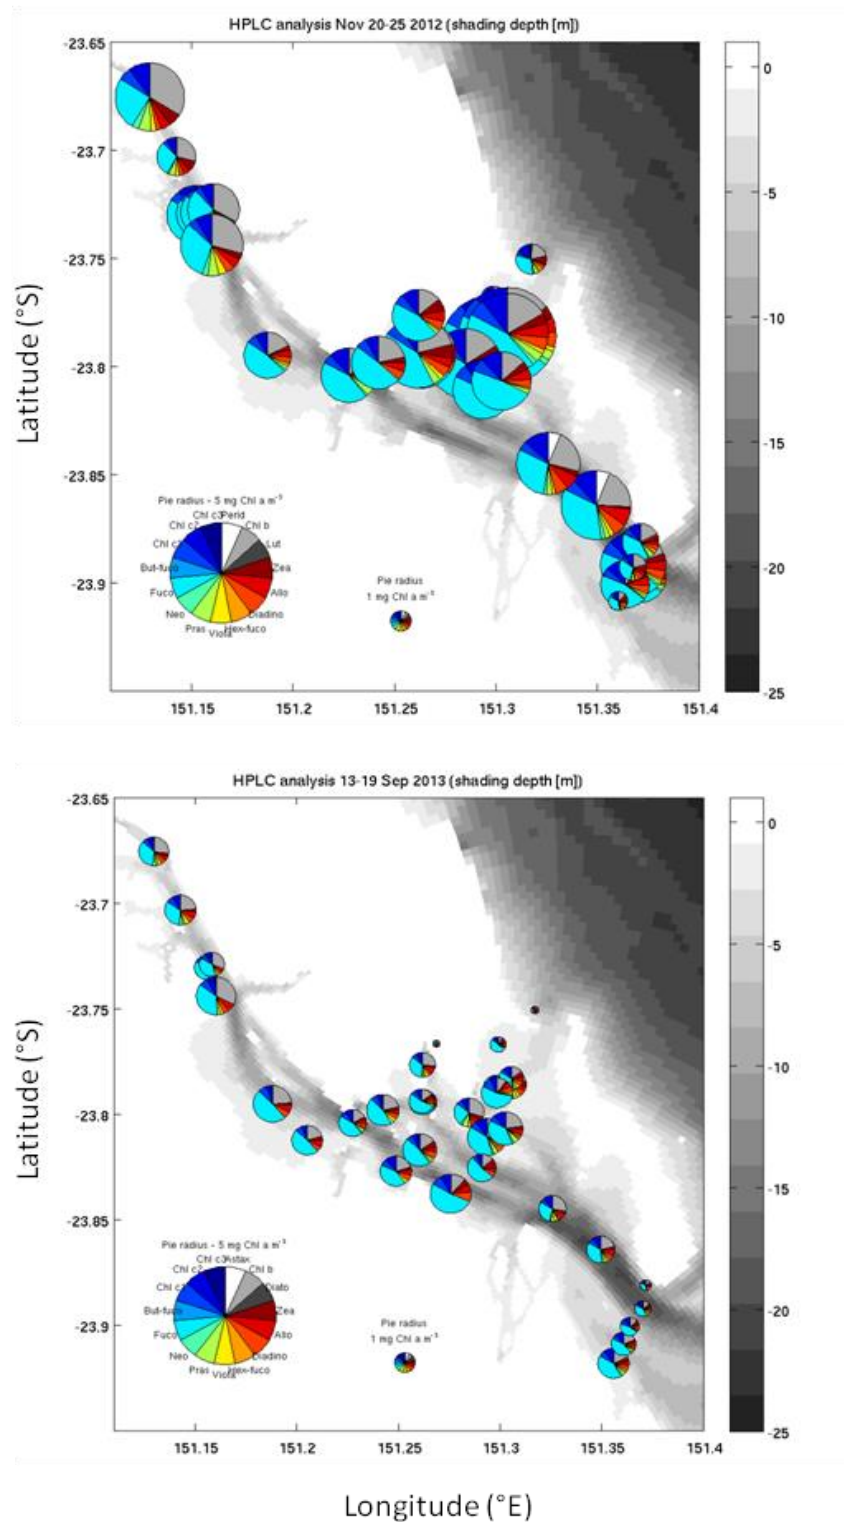 HPLC analysis Nov 20-25 2012 (shading depth [m])
-23.65
-23.7
-23.75
-23.8
-23.85
-23.9
Latitude (°S)
0
-5
-10
-15
-20
-25
Pie radius - 5 mg Chl a m⁻³
Chl c3 Perid
Chl c2 Chl b
Chl c Lut
But-fuco Zea
Fuco Allo
Neo Diadino
Pras Hex-fuco
Viola
Pie radius
1 mg Chl a m⁻³
151.15 151.2 151.25 151.3 151.35 151.4
HPLC analysis 13-19 Sep 2013 (shading depth [m])
-23.65
-23.7
-23.75
-23.8
-23.85
-23.9
Latitude (°S)
0
-5
-10
-15
-20
-25
Pie radius - 5 mg Chl a m⁻³
Chl c3 Astax
Chl c2 Chl b
Chl c Diato
But-fuco Zea
Fuco Allo
Neo Diadino
Pras Hex-fuco
Viola
Pie radius
1 mg Chl a m⁻³
151.15 151.2 151.25 151.3 151.35 151.4
Longitude (°E)